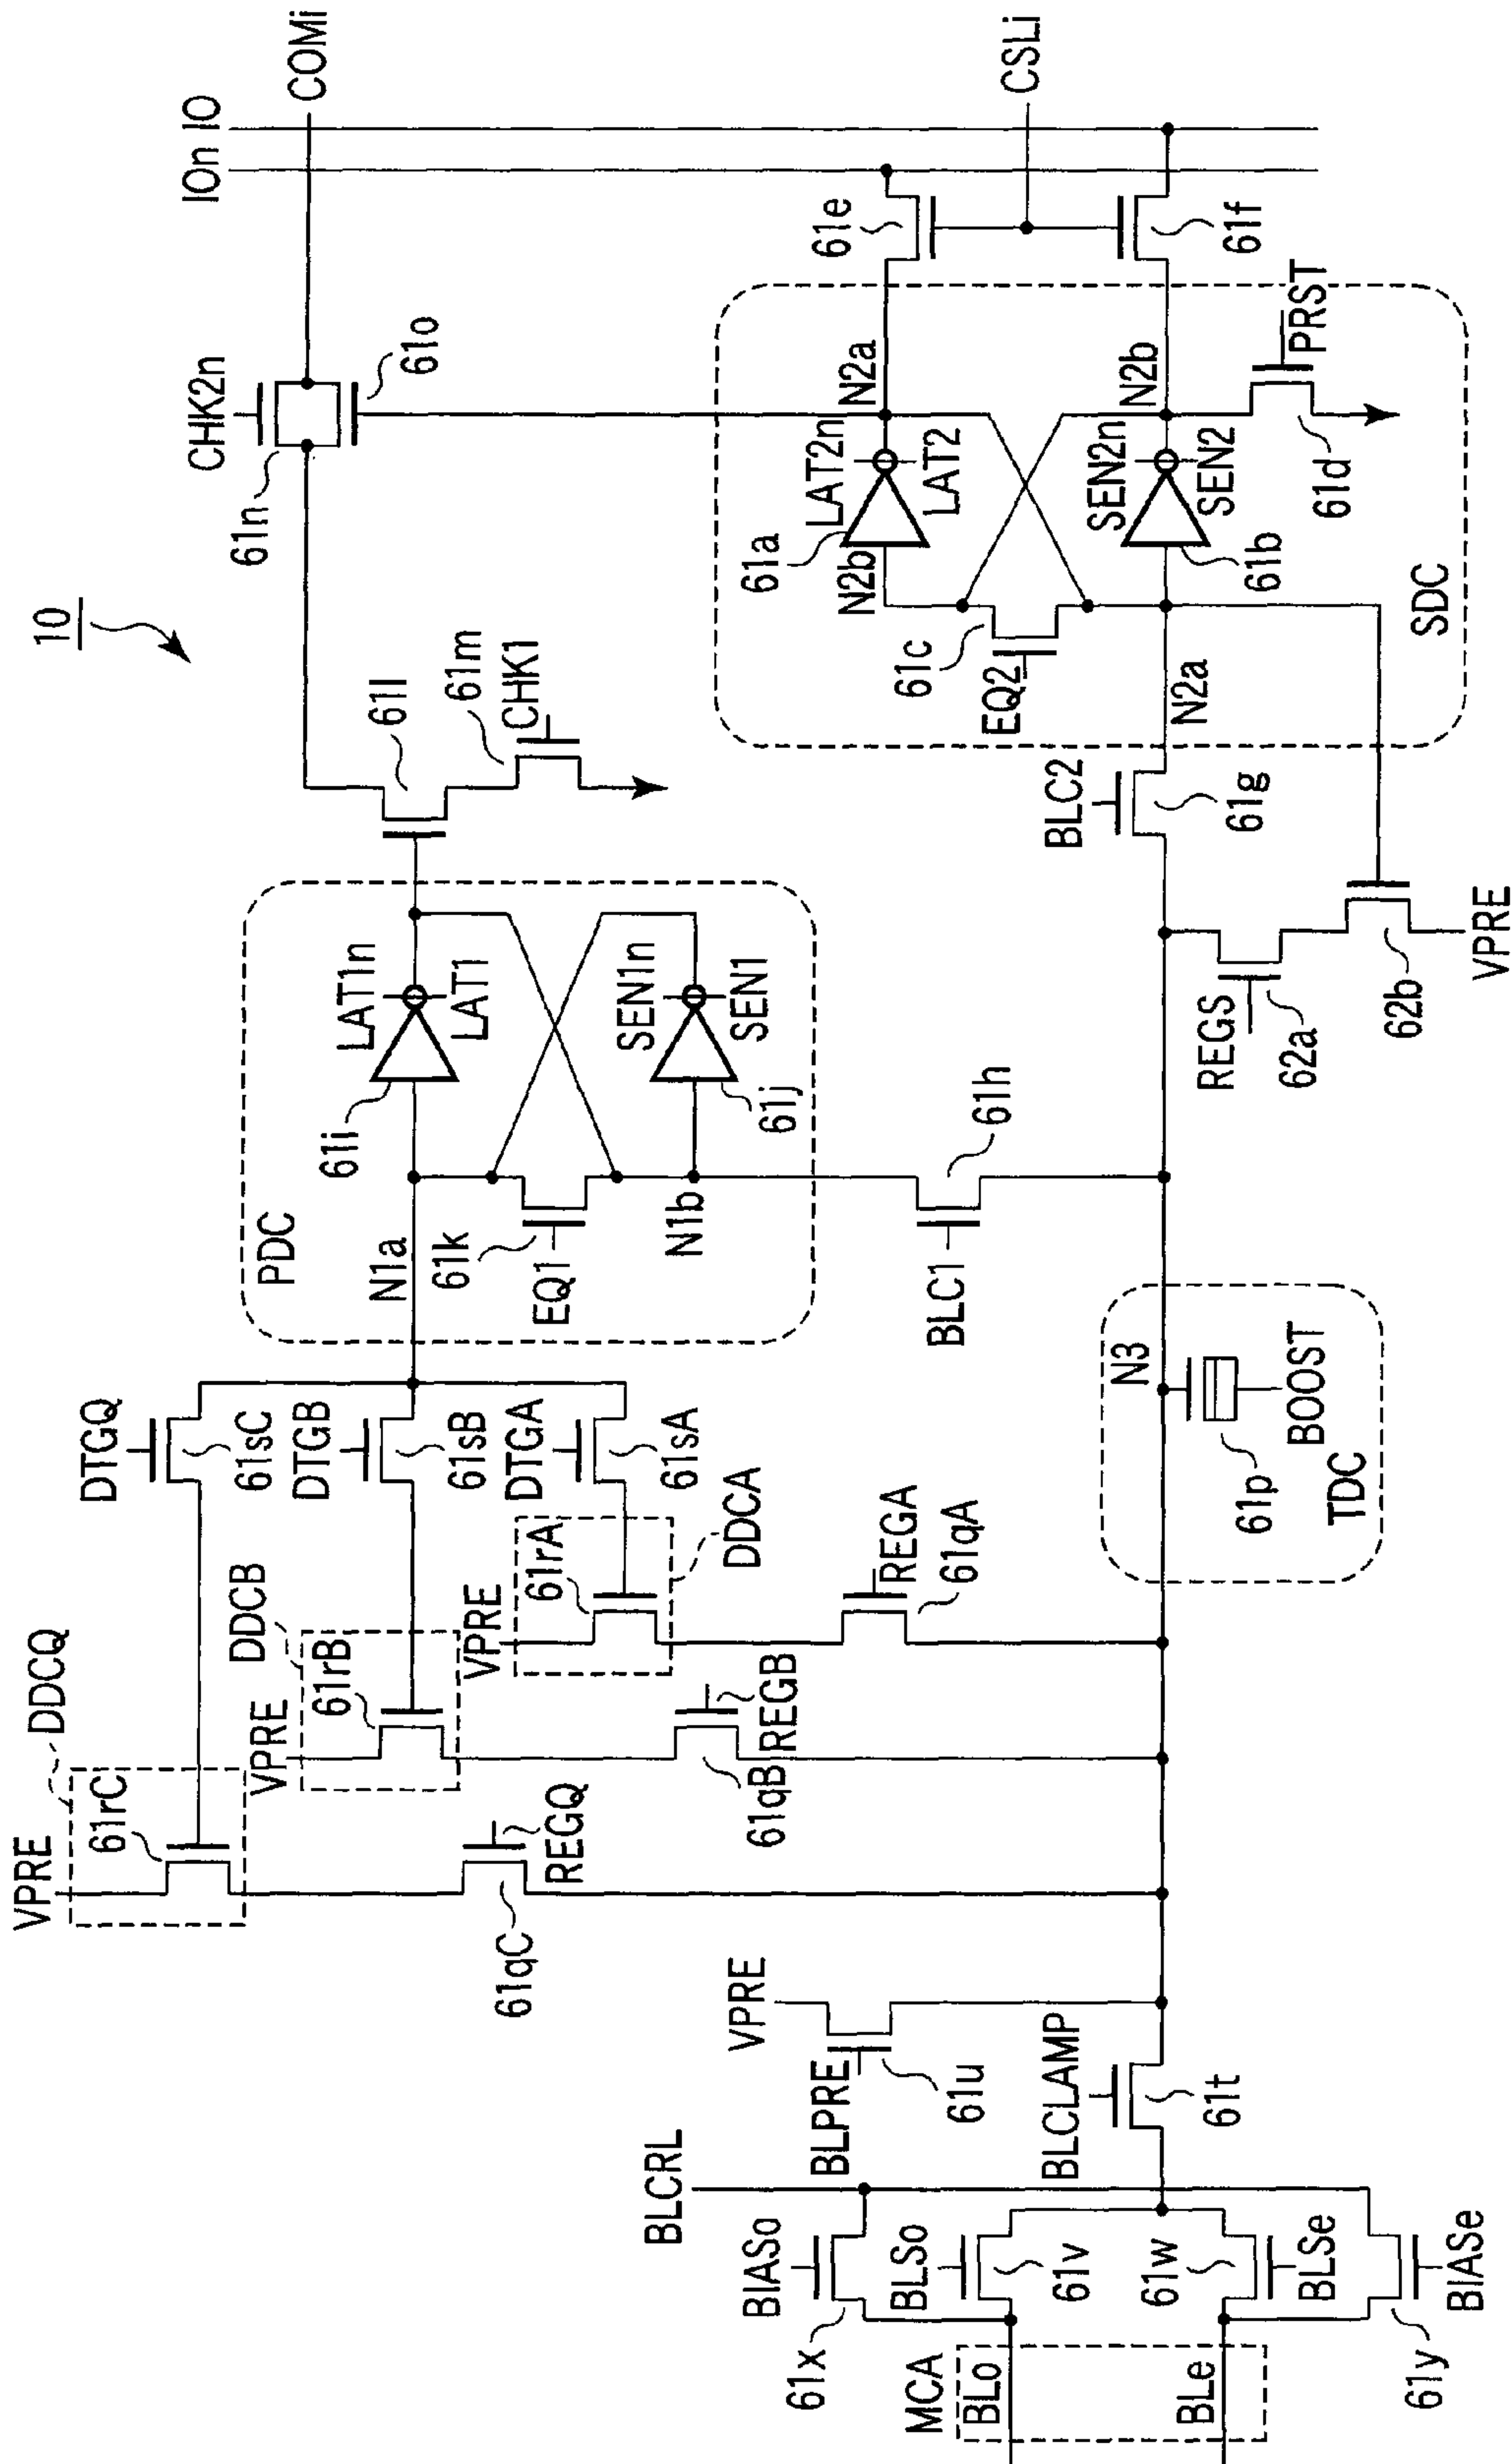 10
COMi
IOn
IO
CHK2n
61n
61o
61l
61m
CHK1
61e
CSLi
61f
PRST
61d
N2a
N2b
LAT2n
LAT2
61a
N2b
SEN2n
SEN2
61b
61c
EQ2
N2a
SDC
BLC2
61g
REGS
62a
62b
VPRE
PDC
LAT1n
LAT1
61i
SEN1n
SEN1
61j
N1a
61k
EQ1
N1b
BLC1
61h
N3
61p
BOOST
TDC
DTGQ
61sC
DTGB
61sB
DTGA
61sA
DDCQ
VPRE
61rC
REGQ
61qC
DDCB
VPRE
61rB
REGB
61qB
DDCA
VPRE
61rA
REGA
61qA
VPRE
BLPRE
61u
BLCLAMP
61t
BLCRL
BIASo
61x
BLSo
61v
61w
BLSe
BIASe
61y
MCA
BLo
BLe